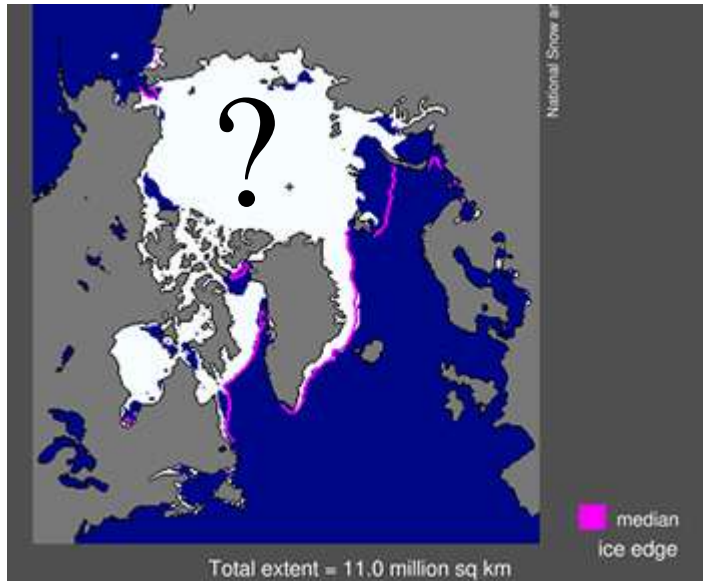 National Snow an
?
median
ice edge
Total extent = 11.0 million sq km